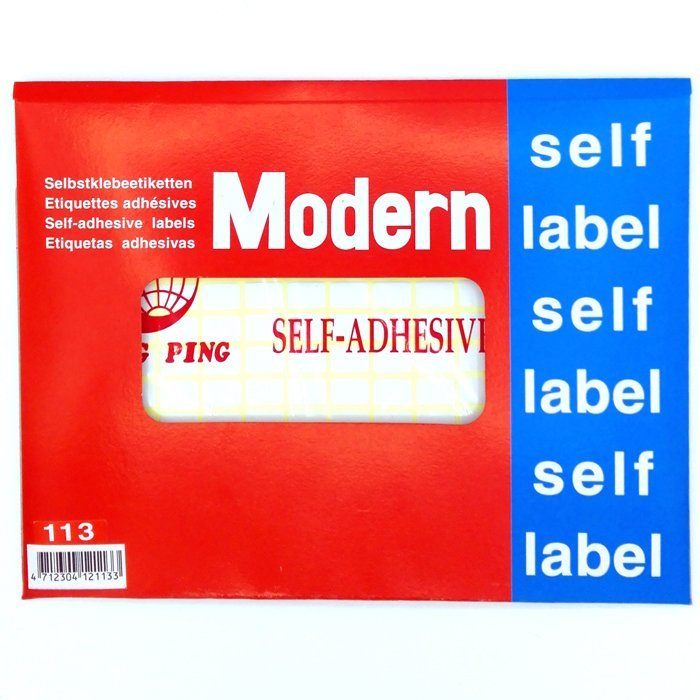 Selbstklebeetiketten
Etiquettes adhésives
Self-adhesive labels
Etiquetas adhesivas
Modern
PING
SELF-ADHESIVE
113
4 712304 121133
self
label
self
label
self
label